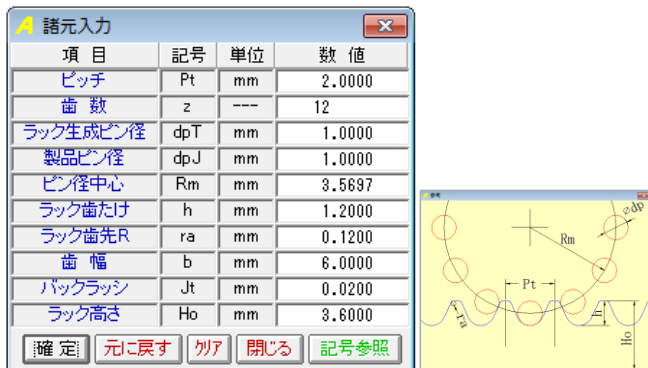 諸元入力
項 目 記号 単位 数 値
ピッチ Pt mm 2.0000
歯 数 z --- 12
ラック生成ピン径 dpT mm 1.0000
製品ピン径 dpJ mm 1.0000
ピン径中心 Rm mm 3.5697
ラック歯たけ h mm 1.2000
ラック歯先R ra mm 0.1200
歯 幅 b mm 6.0000
バックラッシ Jt mm 0.0200
ラック高さ Ho mm 3.6000
確 定 元に戻す クリア 閉じる 記号参照
ødp
Rm
Pt
ra
h
Ho